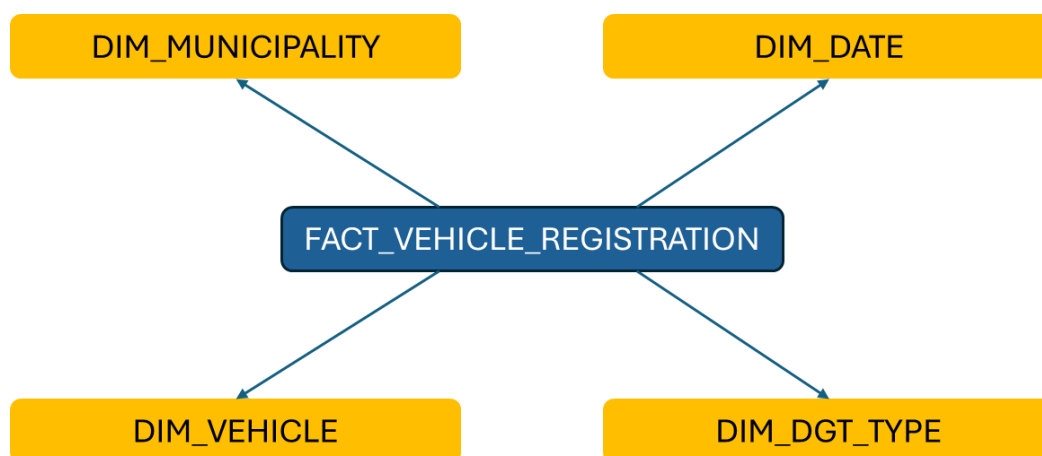 DIM_MUNICIPALITY
DIM_DATE
FACT_VEHICLE_REGISTRATION
DIM_VEHICLE
DIM_DGT_TYPE